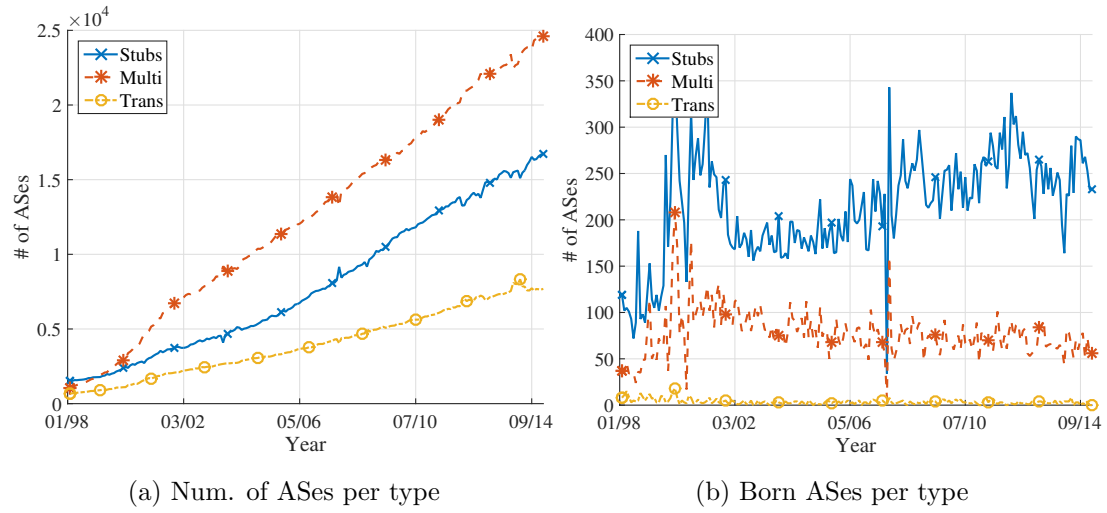 ×10⁴
2.5
2
1.5
1
0.5
0
# of ASes
Stubs
Multi
Trans
01/98 03/02 05/06 07/10 09/14
Year
(a) Num. of ASes per type
400
350
300
250
200
150
100
50
0
# of ASes
Stubs
Multi
Trans
01/98 03/02 05/06 07/10 09/14
Year
(b) Born ASes per type